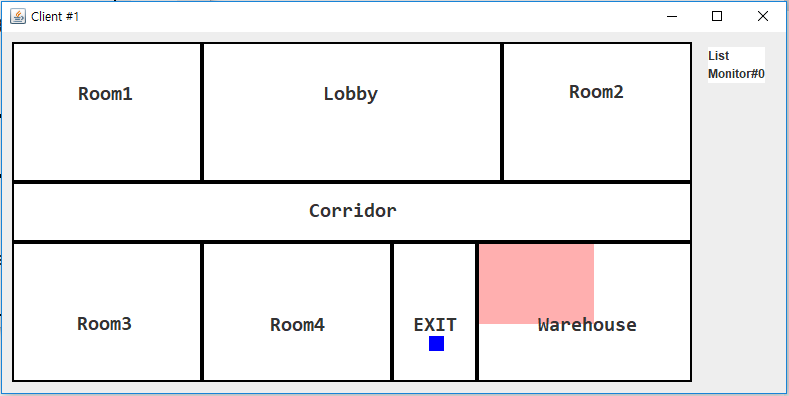 Client #1
List
Monitor#0
Room1
Lobby
Room2
Corridor
Room3
Room4
EXIT
Warehouse